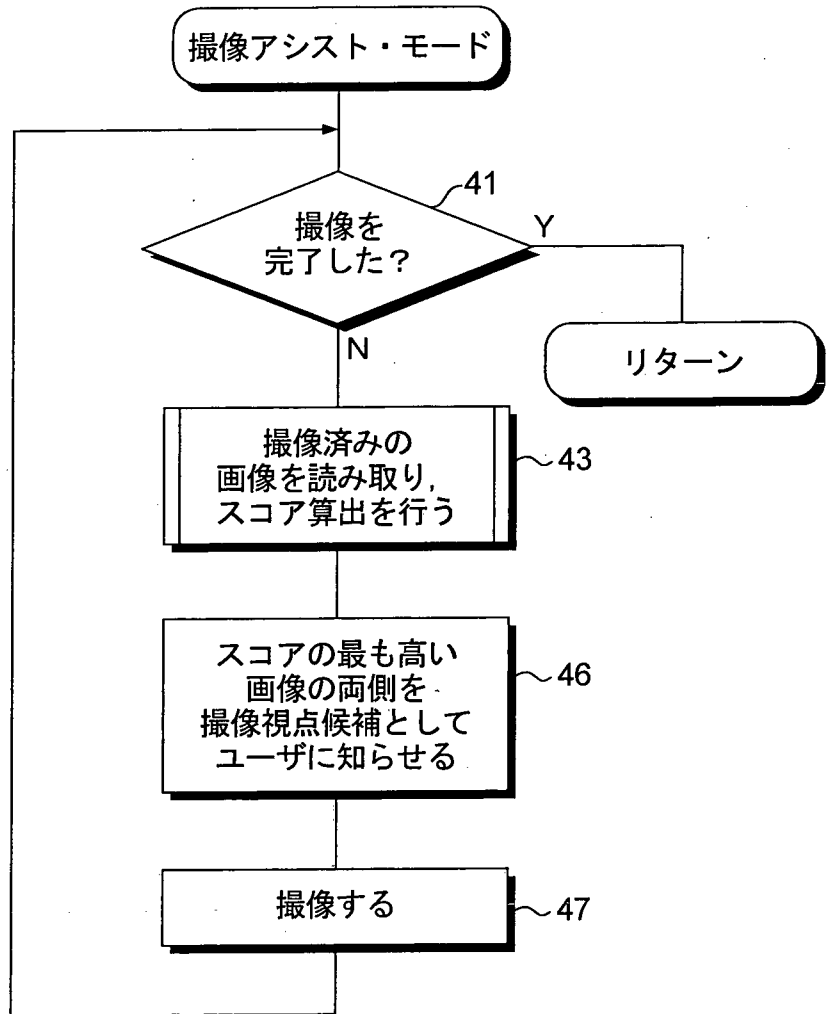 撮像アシスト・モード
41
撮像を
完了した？
Y
N
リターン
撮像済みの
画像を読み取り,
スコア算出を行う
43
スコアの最も高い
画像の両側を
撮像視点候補として
ユーザに知らせる
46
撮像する
47